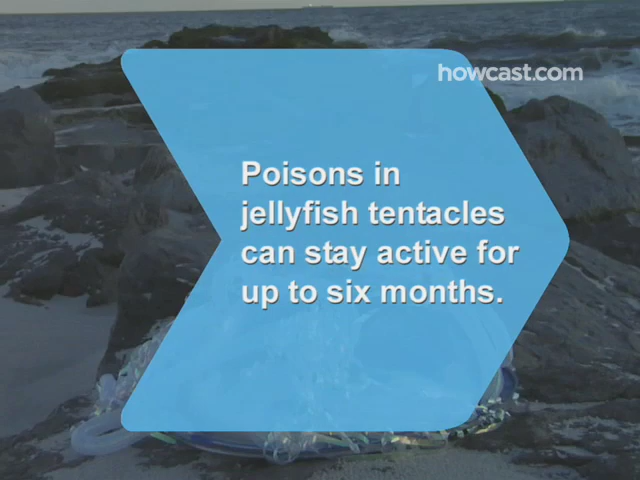 howcast.com
Poisons in
jellyfish tentacles
can stay active for
up to six months.